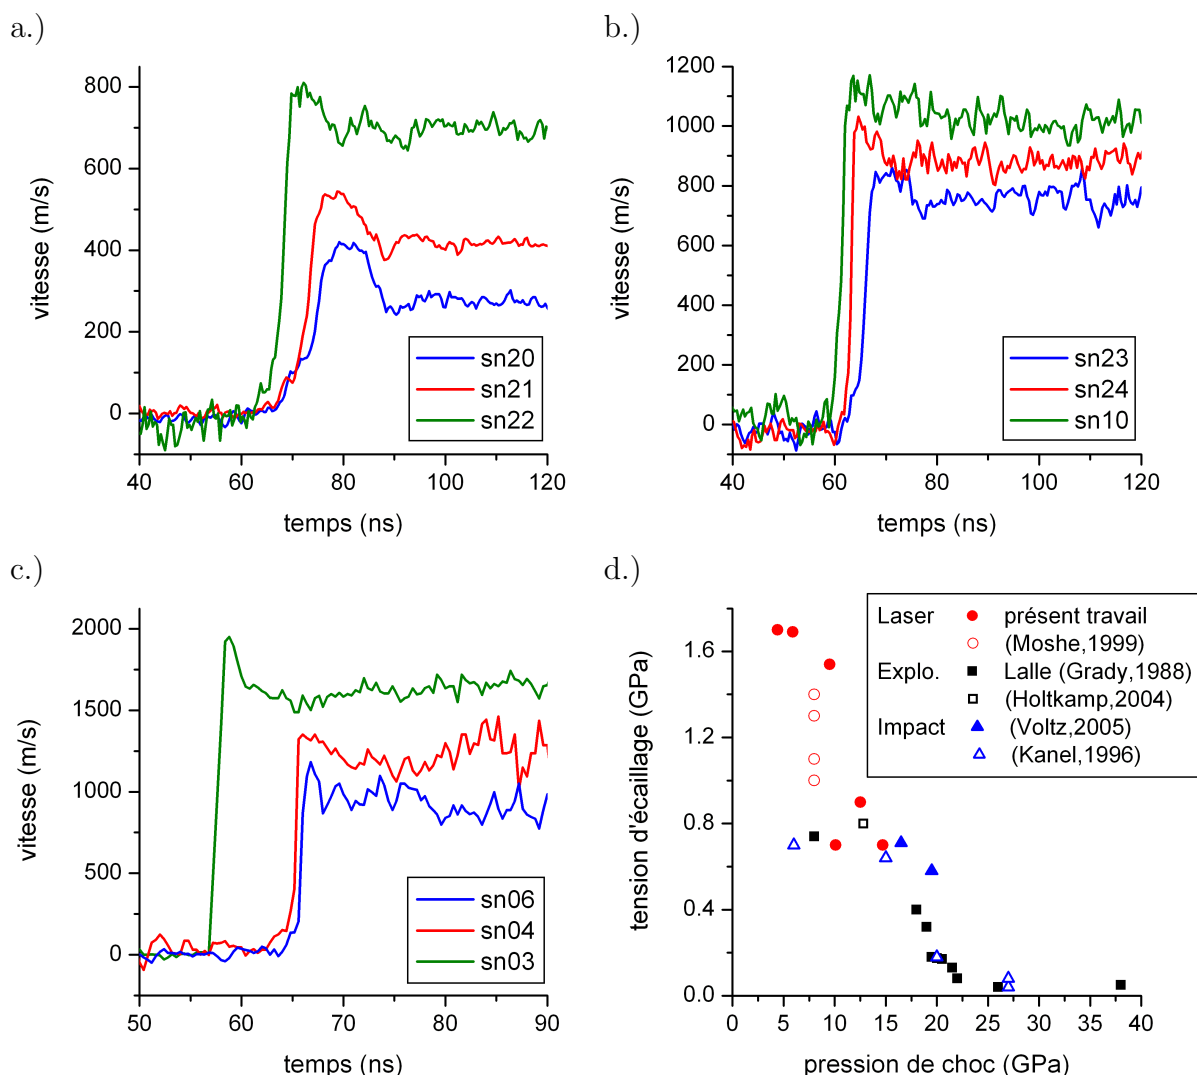 a.)
800
600
400
200
0
vitesse (m/s)
sn20
sn21
sn22
40 60 80 100 120
temps (ns)
b.)
1200
1000
800
600
400
200
0
vitesse (m/s)
sn23
sn24
sn10
40 60 80 100 120
temps (ns)
c.)
2000
1500
1000
500
0
vitesse (m/s)
sn06
sn04
sn03
50 60 70 80 90
temps (ns)
d.)
Laser présent travail
(Moshe,1999)
Explo. Lalle (Grady,1988)
(Holtkamp,2004)
Impact (Voltz,2005)
(Kanel,1996)
1.6
1.2
0.8
0.4
0.0
tension d'écaillage (GPa)
0 5 10 15 20 25 30 35 40
pression de choc (GPa)